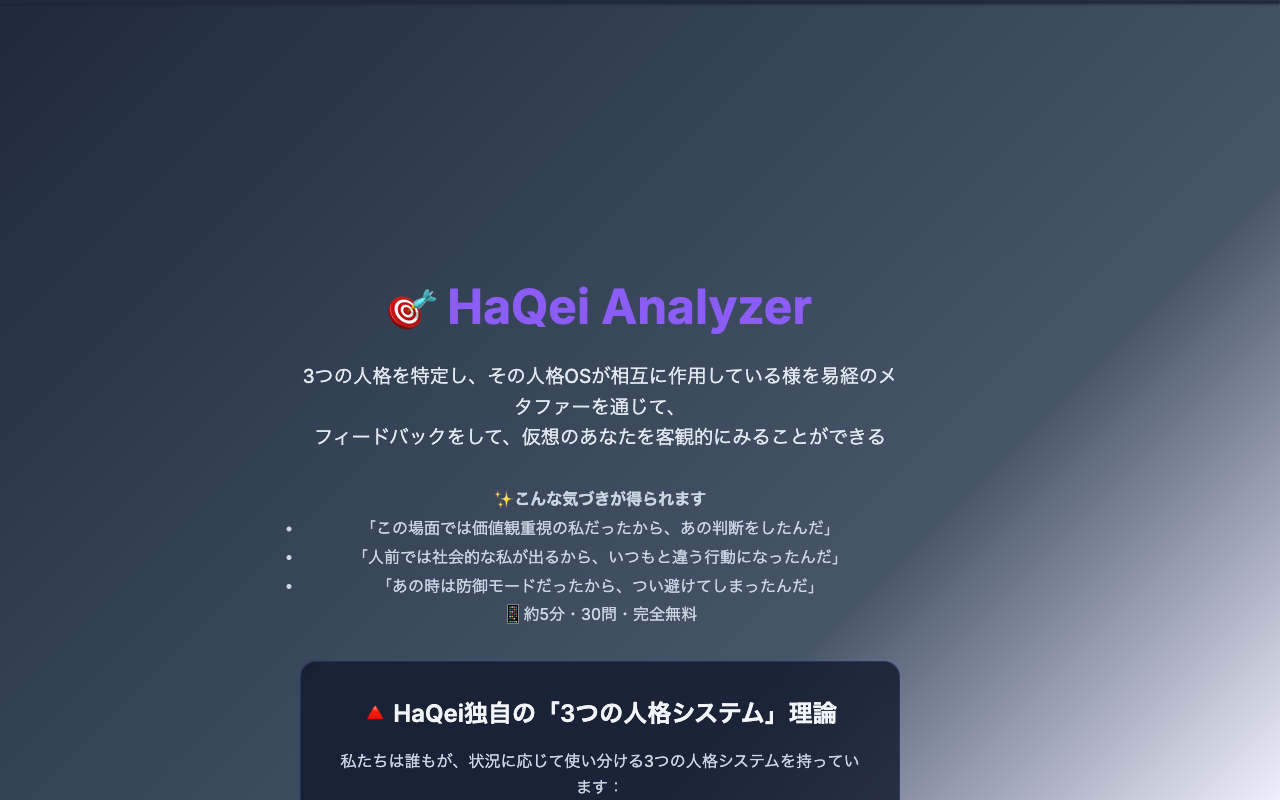 🎯 HaQei Analyzer
3つの人格を特定し、その人格OSが相互に作用している様を易経のメ
タファーを通じて、
フィードバックをして、仮想のあなたを客観的にみることができる
✨こんな気づきが得られます
• 「この場面では価値観重視の私だったから、あの判断をしたんだ」
• 「人前では社会的な私が出るから、いつもと違う行動になったんだ」
• 「あの時は防御モードだったから、つい避けてしまったんだ」
📱約5分・30問・完全無料
🔺HaQei独自の「3つの人格システム」理論
私たちは誰もが、状況に応じて使い分ける3つの人格システムを持ってい
ます：